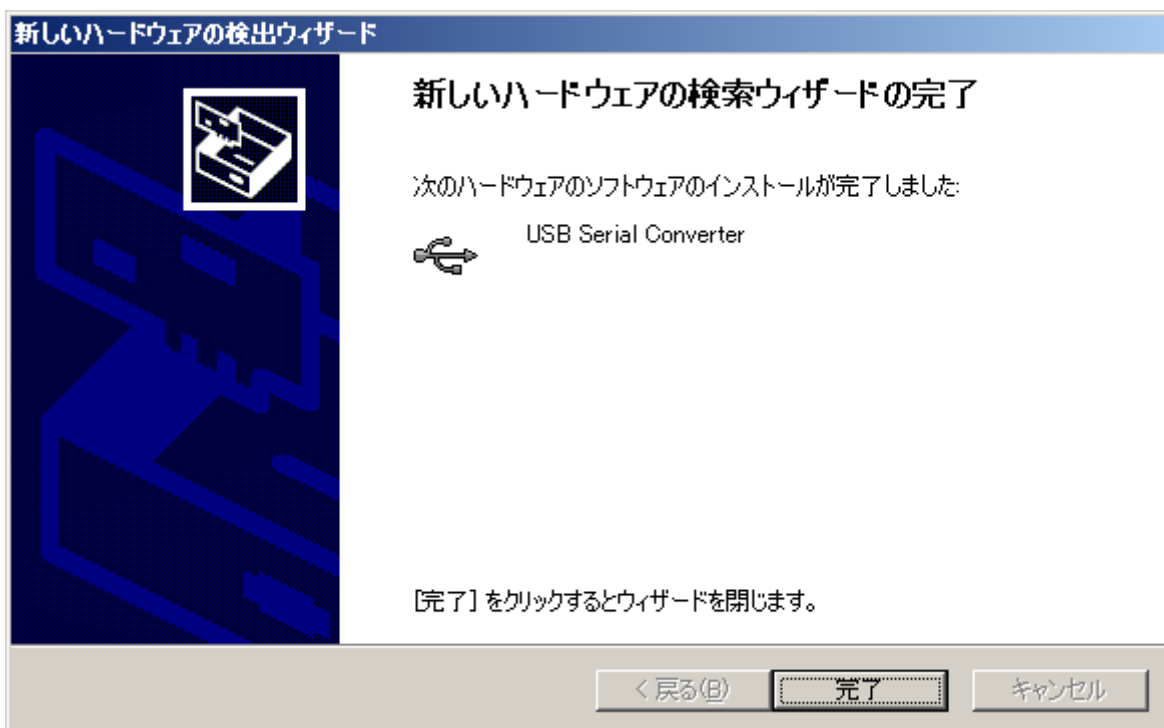 新しいハードウェアの検出ウィザード
新しいハードウェアの検索ウィザードの完了
次のハードウェアのソフトウェアのインストールが完了しました:
USB Serial Converter
[完了] をクリックするとウィザードを閉じます。
< 戻る(B) 完了 キャンセル